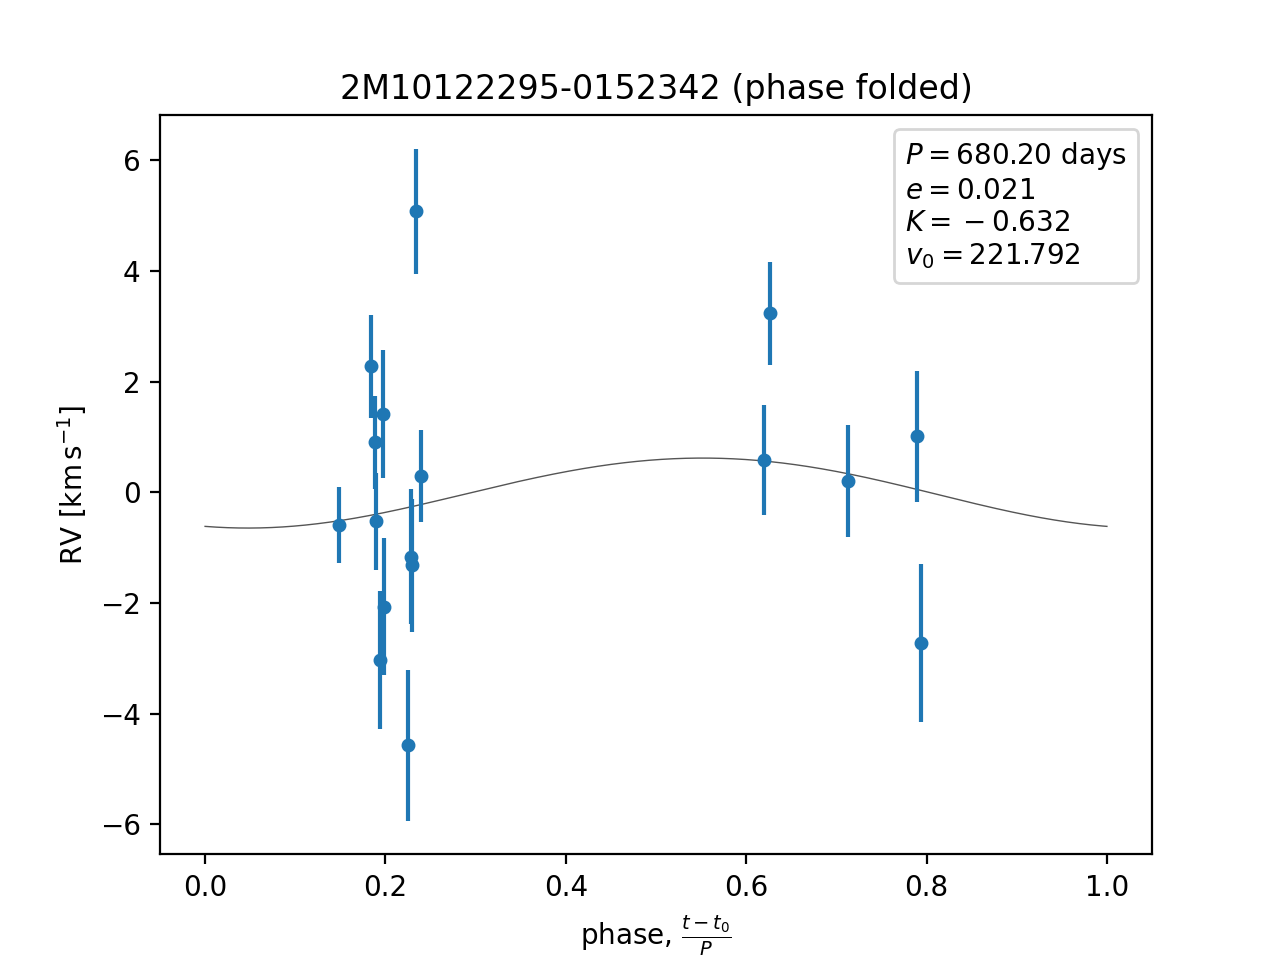 2M10122295-0152342 (phase folded)
P = 680.20 days
e = 0.021
K = −0.632
v₀ = 221.792
6
4
2
0
−2
−4
−6
RV [km s⁻¹]
0.0 0.2 0.4 0.6 0.8 1.0
phase, (t − t₀)/P